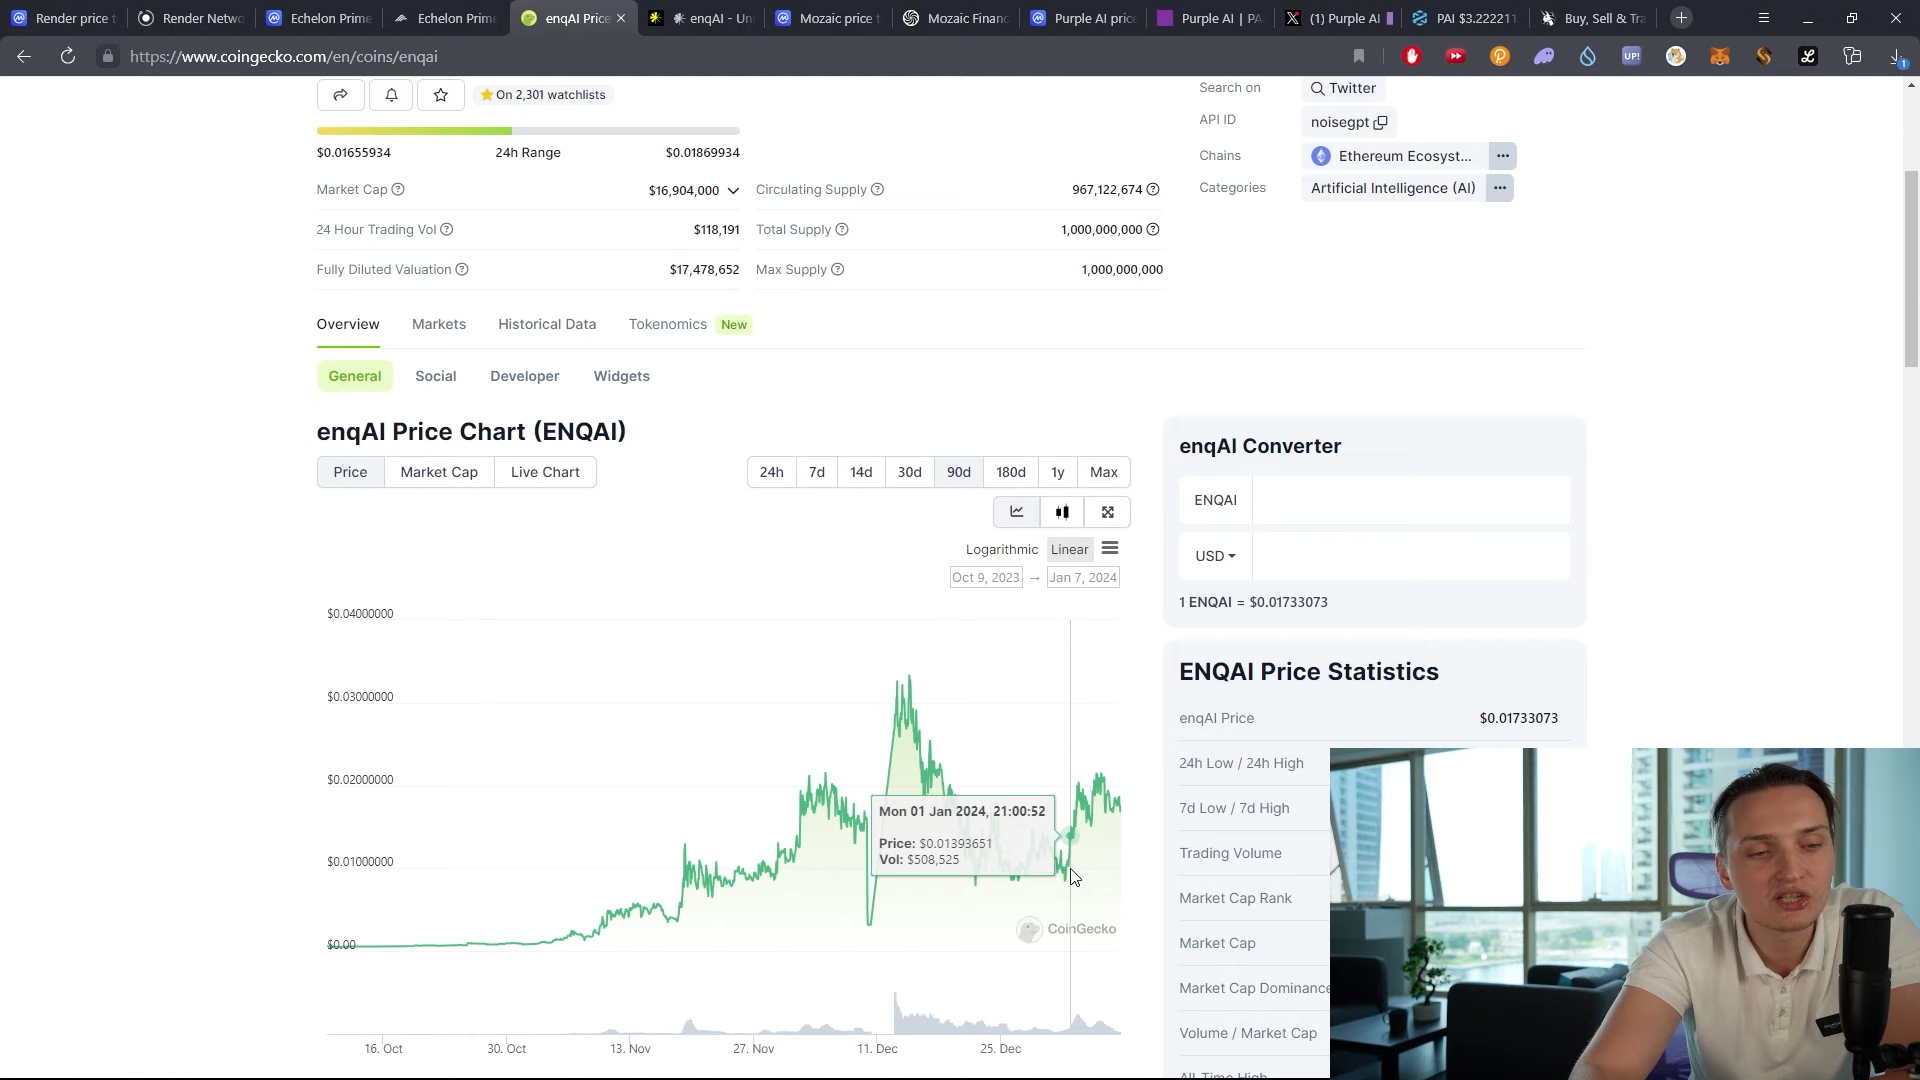 Render price t
Render Netwo
Echelon Prime
Echelon Prime
enqAI Price
enqAI - Un
Mozaic price t
Mozaic Financ
Purple AI price
Purple AI | PA
(1) Purple AI
PAI $3.22211
Buy, Sell & Tra
https://www.coingecko.com/en/coins/enqai
UP!
1
On 2,301 watchlists
Search on
Twitter
API ID
noisegpt
$0.01655934
24h Range
$0.01869934
Chains
Ethereum Ecosyst...
Market Cap
$16,904,000
Circulating Supply
967,122,674
Categories
Artificial Intelligence (AI)
24 Hour Trading Vol
$118,191
Total Supply
1,000,000,000
Fully Diluted Valuation
$17,478,652
Max Supply
1,000,000,000
Overview
Markets
Historical Data
Tokenomics
New
General
Social
Developer
Widgets
enqAI Price Chart (ENQAI)
enqAI Converter
Price
Market Cap
Live Chart
24h
7d
14d
30d
90d
180d
1y
Max
ENQAI
Logarithmic
Linear
USD
Oct 9, 2023 → Jan 7, 2024
1 ENQAI = $0.01733073
$0.04000000
$0.03000000
$0.02000000
$0.01000000
$0.00
Mon 01 Jan 2024, 21:00:52
Price: $0.01393651
Vol: $508,525
CoinGecko
16. Oct
30. Oct
13. Nov
27. Nov
11. Dec
25. Dec
ENQAI Price Statistics
enqAI Price
$0.01733073
24h Low / 24h High
7d Low / 7d High
Trading Volume
Market Cap Rank
Market Cap
Market Cap Dominance
Volume / Market Cap
All-Time High